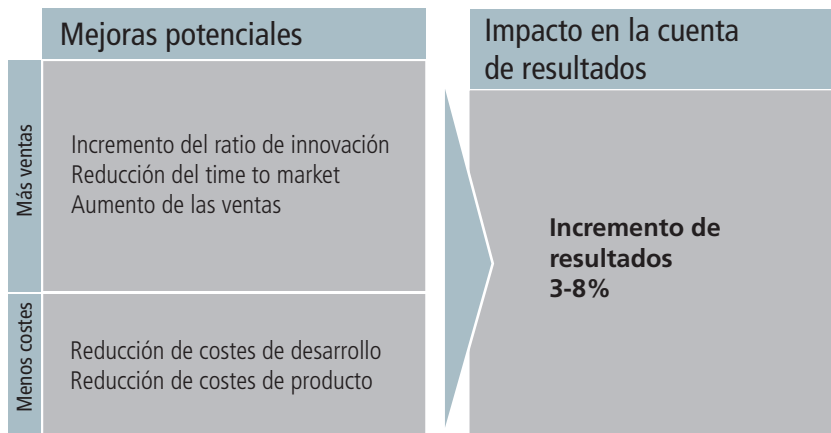 Mejoras potenciales
Impacto en la cuenta
de resultados
Más ventas
Incremento del ratio de innovación
Reducción del time to market
Aumento de las ventas
Incremento de
resultados
3-8%
Menos costes
Reducción de costes de desarrollo
Reducción de costes de producto